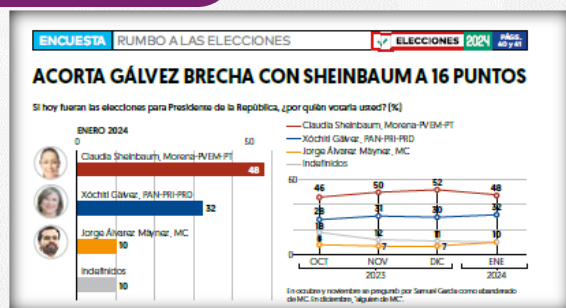 ENCUESTA RUMBO A LAS ELECCIONES
ELECCIONES 2024 PÁGS. 40 y 41
ACORTA GÁLVEZ BRECHA CON SHEINBAUM A 16 PUNTOS
Si hoy fueran las elecciones para Presidente de la República, ¿por quién votaría usted? (%)
ENERO 2024
0 50
Claudia Sheinbaum, Morena-PVEM-PT
48
Xóchitl Gálvez, PAN-PRI-PRD
32
Jorge Álvarez Máynez, MC
10
Indefinidos
10
Claudia Sheinbaum, Morena-PVEM-PT
Xóchitl Gálvez, PAN-PRI-PRD
Jorge Álvarez Máynez, MC
Indefinidos
60
46 50 52 48
28 31 30 32
18 12 11 10
7 7
0
OCT NOV DIC ENE
2023 2024
En octubre y noviembre se preguntó por Samuel García como abanderado
de MC. En diciembre, "alguien de MC".